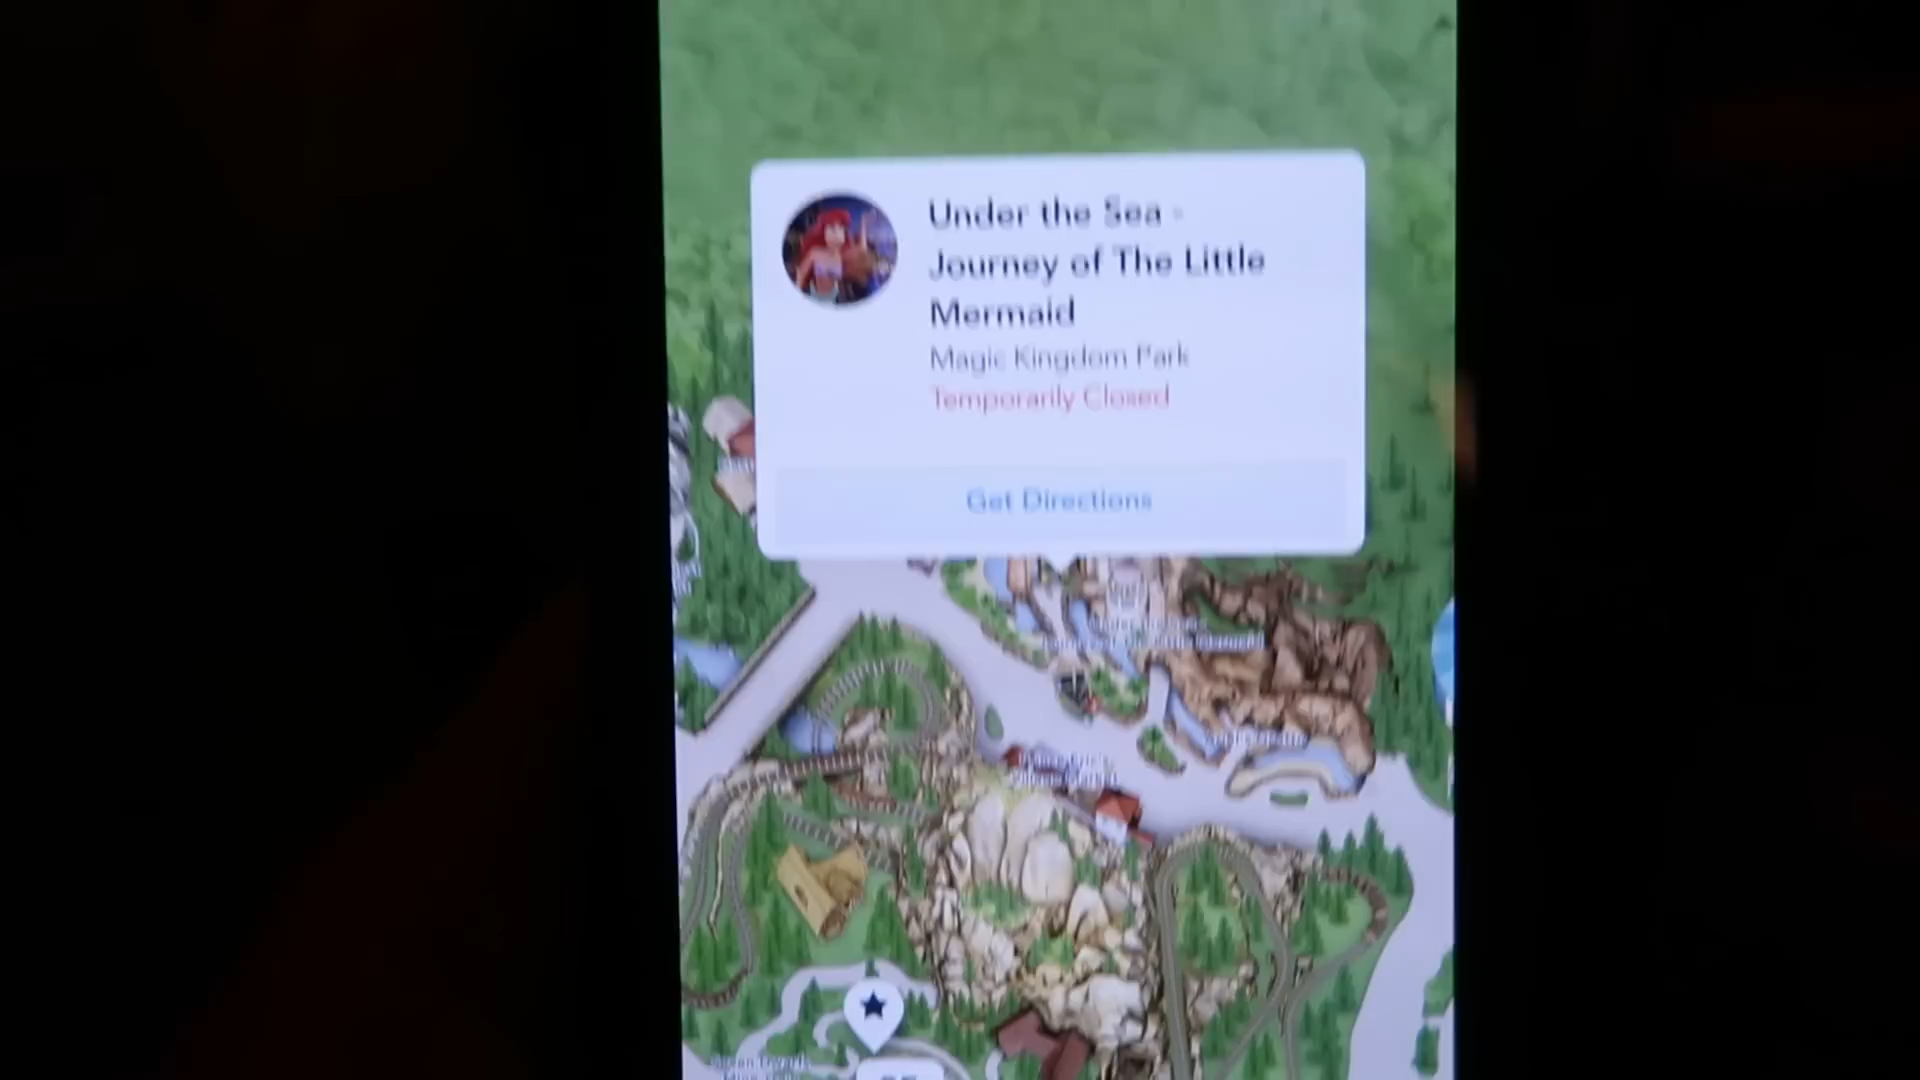 Under the Sea -
Journey of The Little
Mermaid
Magic Kingdom Park
Temporarily Closed
Get Directions